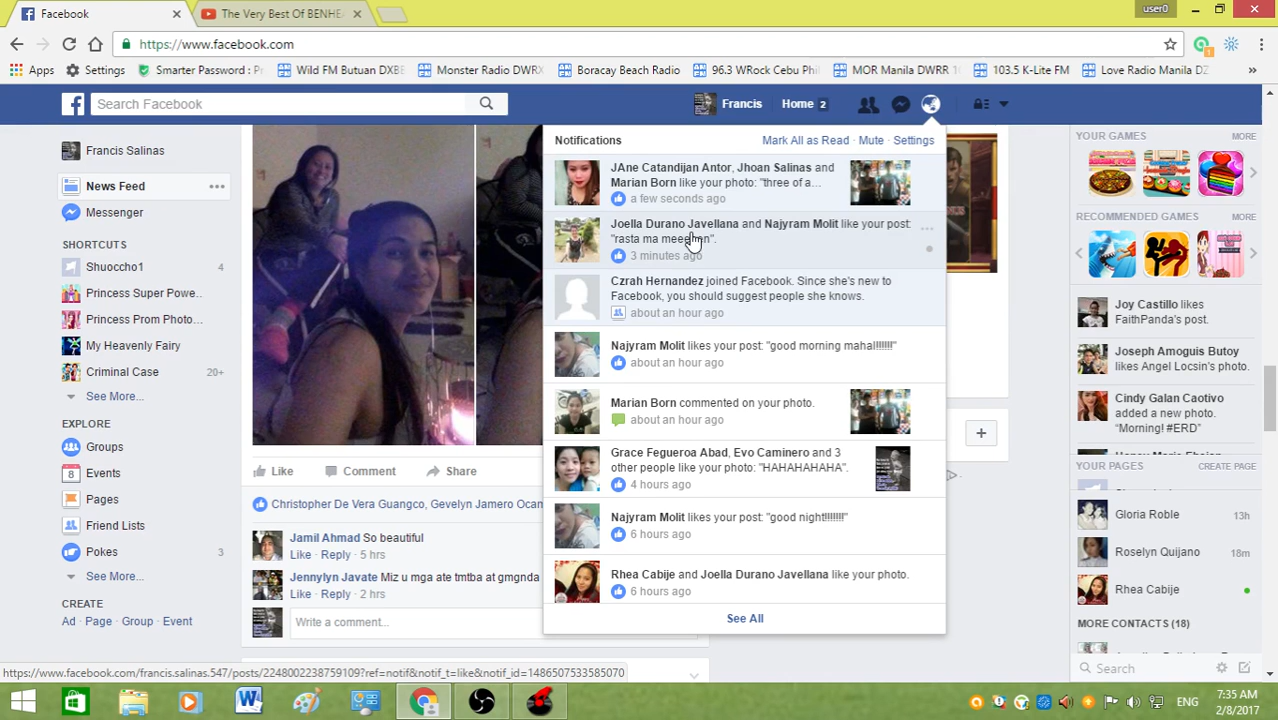 Facebook
The Very Best Of BENHEA
user0
https://www.facebook.com
Apps
Settings
Smarter Password : P
Wild FM Butuan DXBE
Monster Radio DWRX
Boracay Beach Radio
96.3 WRock Cebu Phi
MOR Manila DWRR 1
103.5 K-Lite FM
Love Radio Manila DZ
»
f
Search Facebook
Francis
Home 2
Francis Salinas
News Feed
Messenger
SHORTCUTS
Shuoccho1 4
Princess Super Powe..
Princess Prom Photo...
My Heavenly Fairy
Criminal Case 20+
See More...
EXPLORE
Groups
8 Events
Pages
Friend Lists
Pokes 3
See More...
CREATE
Ad · Page · Group · Event
Like Comment Share
Christopher De Vera Guangco, Gevelyn Jamero Ocam
Jamil Ahmad So beautiful
Like · Reply · 5 hrs
Jennylyn Javate Miz u mga ate tmtba at gmgnda
Like · Reply · 2 hrs
Write a comment...
Notifications
Mark All as Read · Mute · Settings
JAne Catandijan Antor, Jhoan Salinas and
Marian Born like your photo: "three of a...
a few seconds ago
Joella Durano Javellana and Najyram Molit like your post:
"rasta ma
3 minutes ago
Czrah Hernandez joined Facebook. Since she's new to
Facebook, you should suggest people she knows.
about an hour ago
Najyram Molit likes your post: "good morning mahal!!!!!!!"
about an hour ago
Marian Born commented on your photo.
about an hour ago
Grace Fegueroa Abad, Evo Caminero and 3
other people like your photo: "HAHAHAHAHA".
4 hours ago
Najyram Molit likes your post: "good night!!!!!!!!"
6 hours ago
Rhea Cabije and Joella Durano Javellana like your photo.
6 hours ago
See All
YOUR GAMES MORE
RECOMMENDED GAMES MORE
Joy Castillo likes
FaithPanda's post.
Joseph Amoguis Butoy
likes Angel Locsin's photo.
Cindy Galan Caotivo
added a new photo.
"Morning! #ERD"
YOUR PAGES CREATE PAGE
Gloria Roble 13h
Roselyn Quijano 18m
Rhea Cabije
MORE CONTACTS (18)
Search
https://www.facebook.com/francis.salinas.547/posts/224800223875910?ref=notif&notif_t=like&notif_id=1486507533585070
ENG
7:35 AM
2/8/2017